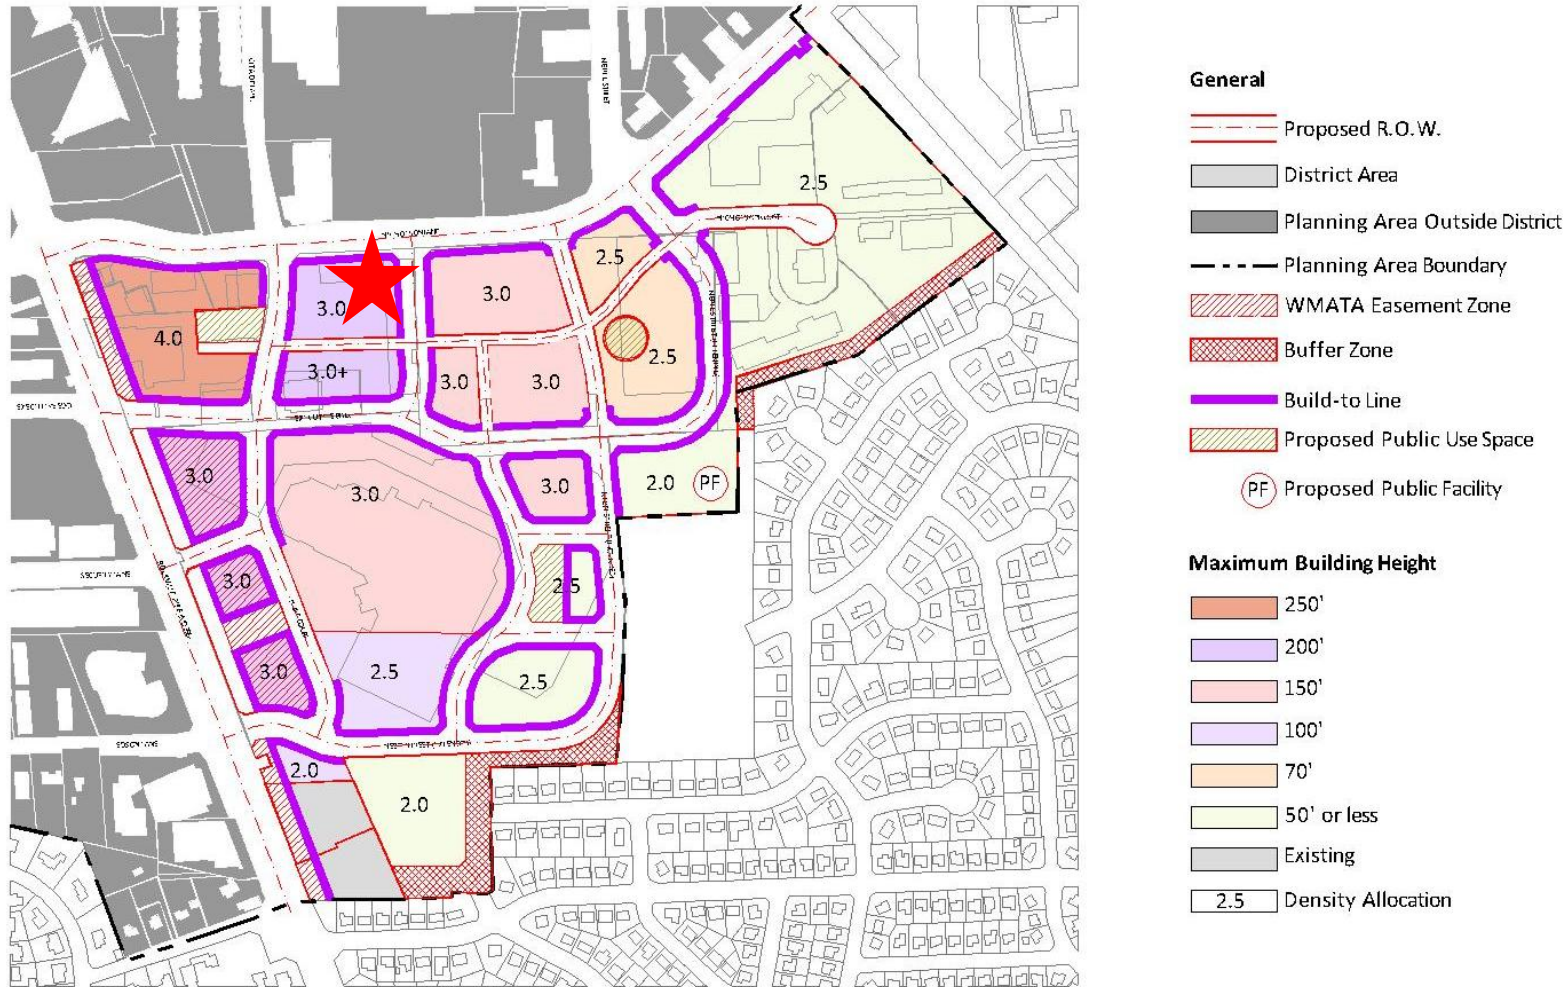 2.5
2.5
3.0
3.0
4.0
2.5
3.0+
3.0
3.0
3.0
3.0
3.0
2.0
PF
3.0
2.5
3.0
2.5
2.5
2.0
2.0
General
Proposed R.O.W.
District Area
Planning Area Outside District
Planning Area Boundary
WMATA Easement Zone
Buffer Zone
Build-to Line
Proposed Public Use Space
PF Proposed Public Facility
Maximum Building Height
250'
200'
150'
100'
70'
50' or less
Existing
2.5 Density Allocation